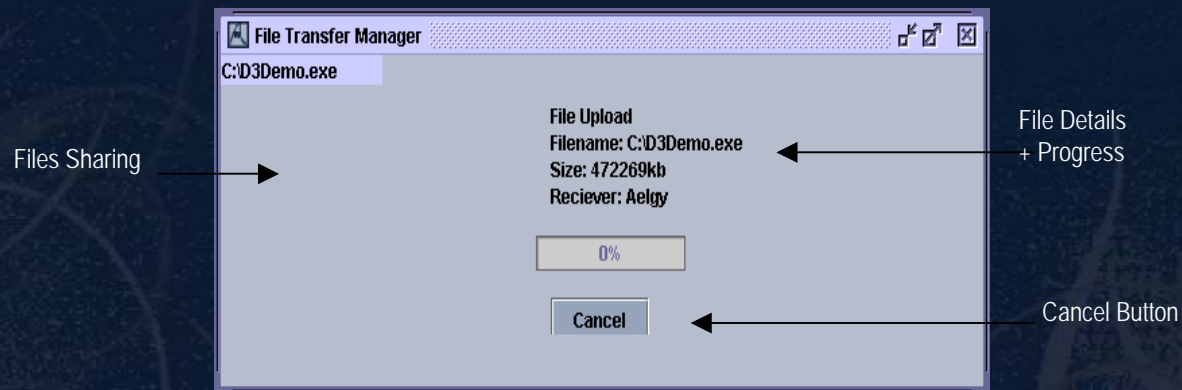 File Transfer Manager
C:\D3Demo.exe
File Upload
Filename: C:\D3Demo.exe
Size: 472269kb
Reciever: Aelgy
0%
Cancel
Files Sharing
File Details
+ Progress
Cancel Button